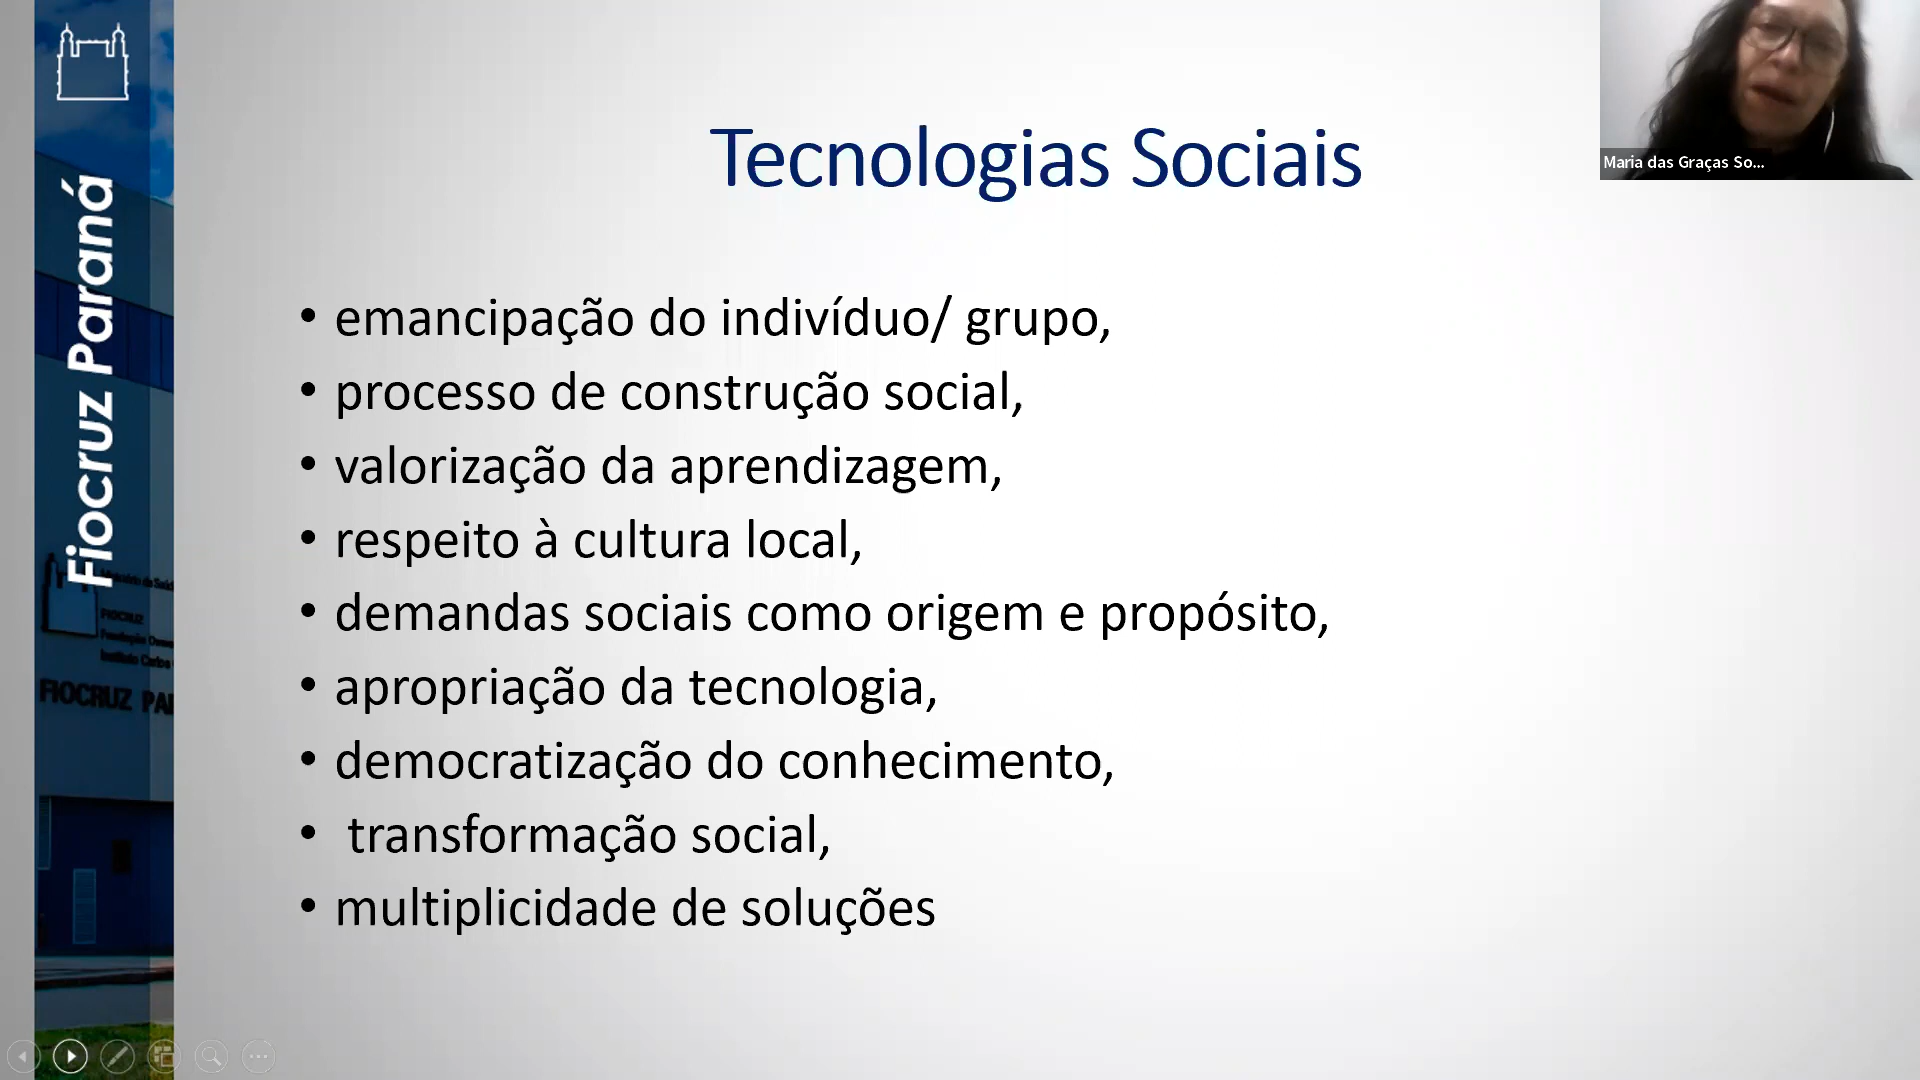 Fiocruz Paraná
Tecnologias Sociais
Maria das Graças So...
• emancipação do indivíduo/ grupo,
• processo de construção social,
• valorização da aprendizagem,
• respeito à cultura local,
• demandas sociais como origem e propósito,
• apropriação da tecnologia,
• democratização do conhecimento,
• transformação social,
• multiplicidade de soluções
FIOCRUZ
FIOCRUZ